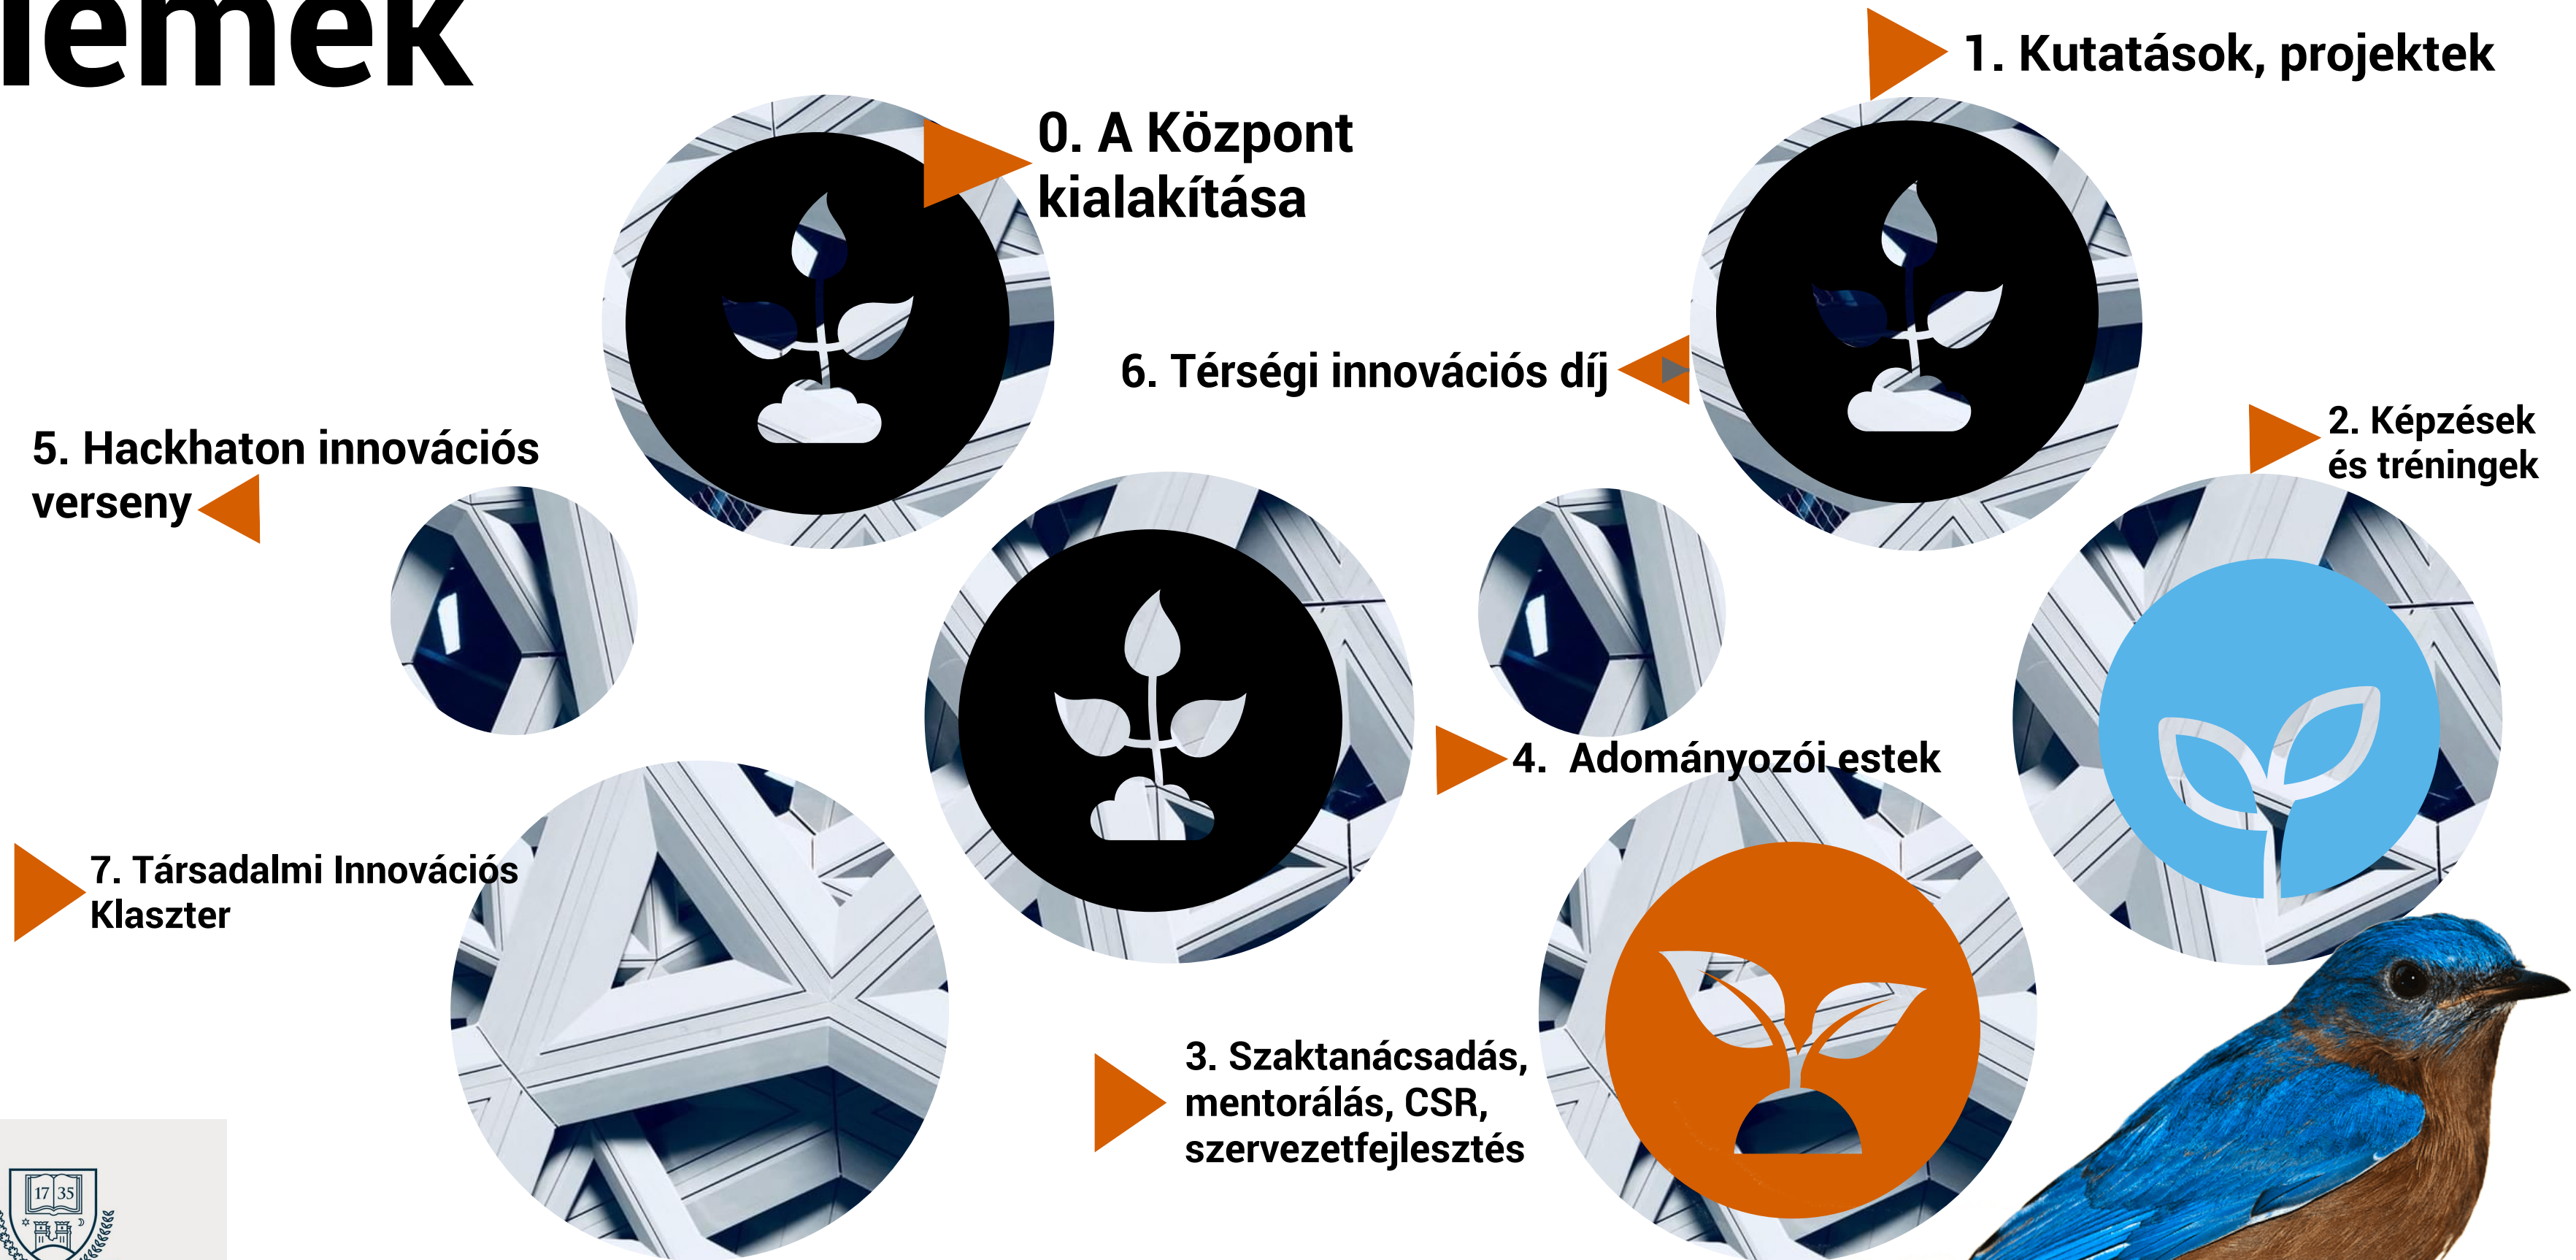 lemek
0. A Központ
kialakítása
1. Kutatások, projektek
6. Térségi innovációs díj
2. Képzések
és tréningek
5. Hackhaton innovációs
verseny
4. Adományozói estek
7. Társadalmi Innovációs
Klaszter
3. Szaktanácsadás,
mentorálás, CSR,
szervezetfejlesztés
17 35